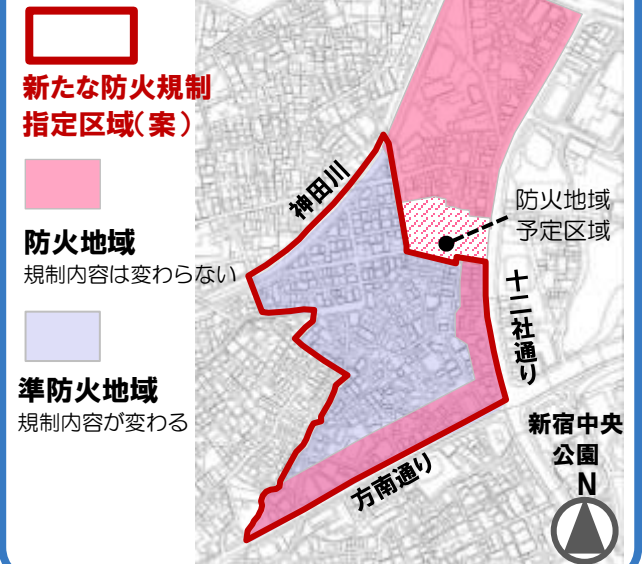 新たな防火規制
指定区域(案)
防火地域
規制内容は変わらない
準防火地域
規制内容が変わる
神田川
防火地域
予定区域
十二社通り
方南通り
新宿中央
公園
N